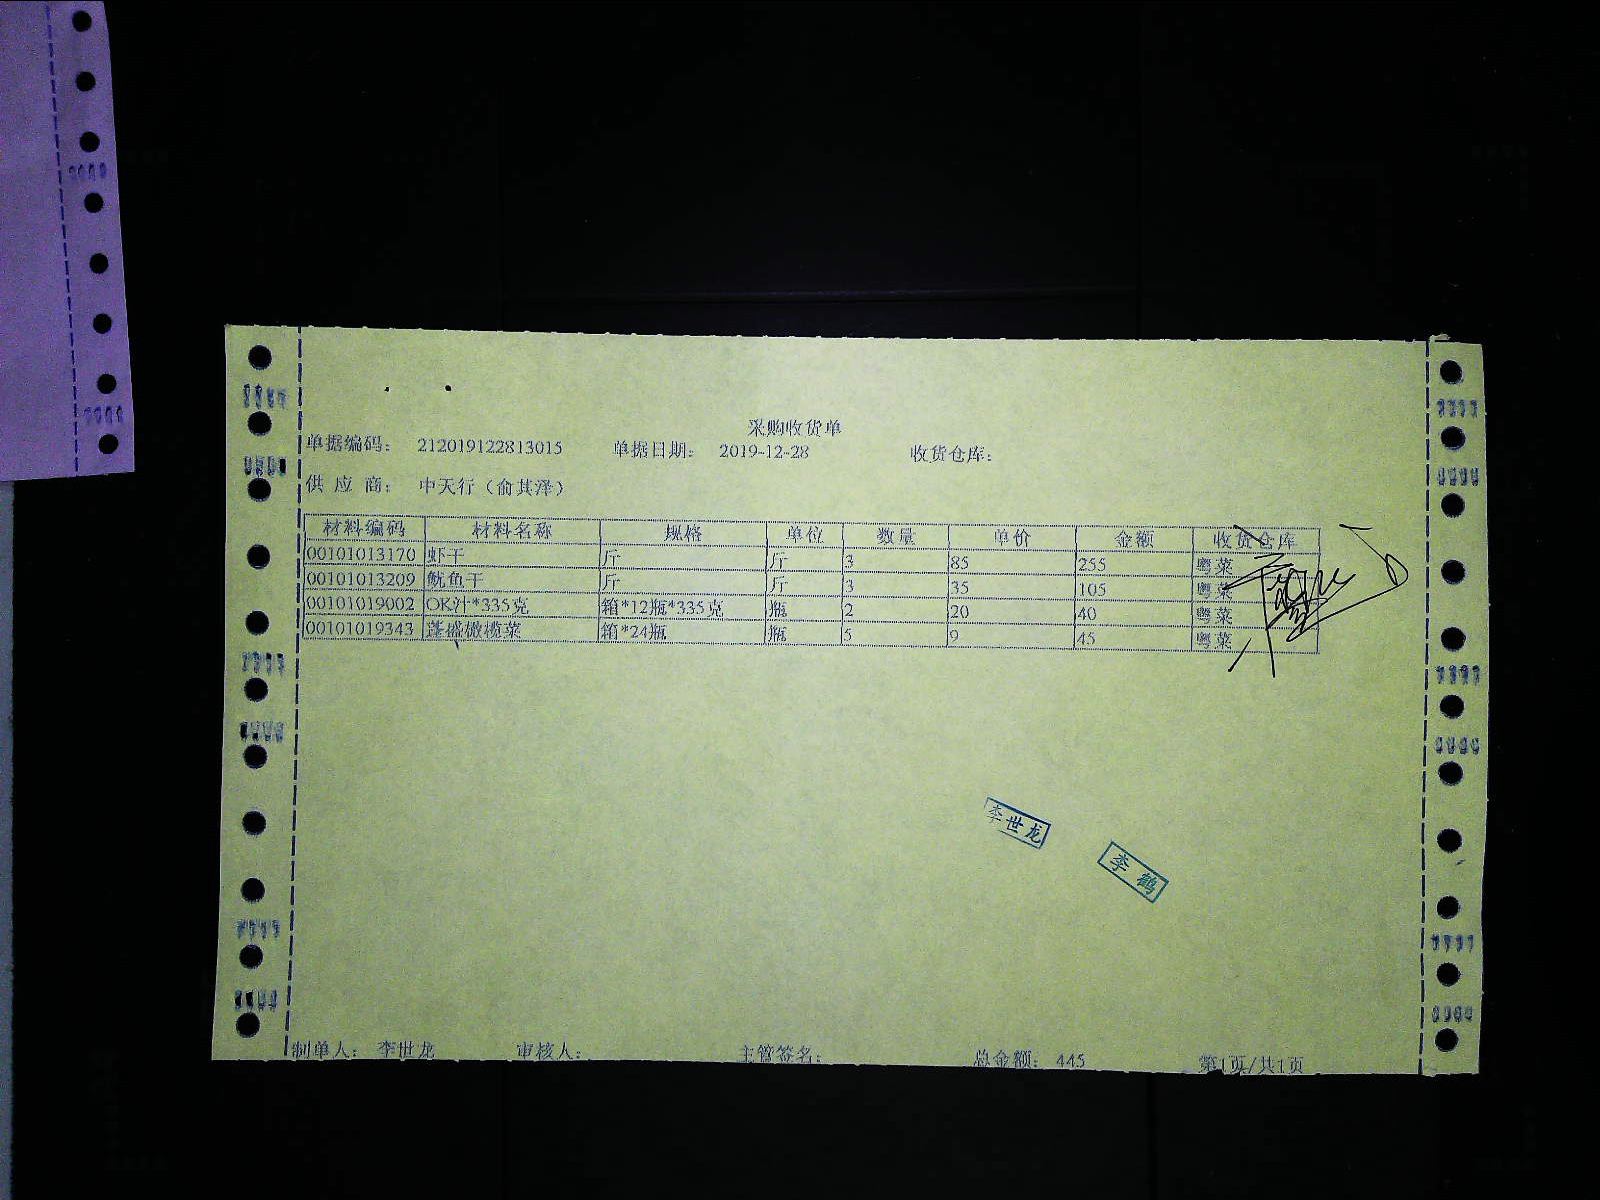 采购收货单
单据编码: 212019122813015 单据日期: 2019-12-28 收货仓库:
供 应 商: 中天行（俞其泽）
材料编码 材料名称 规格 单位 数量 单价 金额 收货仓库
00101013170 虾干 斤 斤 3 85 255 粤菜
00101013209 鱿鱼干 斤 斤 3 35 105 粤菜
00101019002 OK汁*335克 箱*12瓶*335克 瓶 2 20 40 粤菜
00101019343 蓬盛橄榄菜 箱*24瓶 瓶 5 9 45 粤菜
李世龙
李鹤
制单人: 李世龙 审核人: 主管签名: 总金额: 445 第1页/共1页